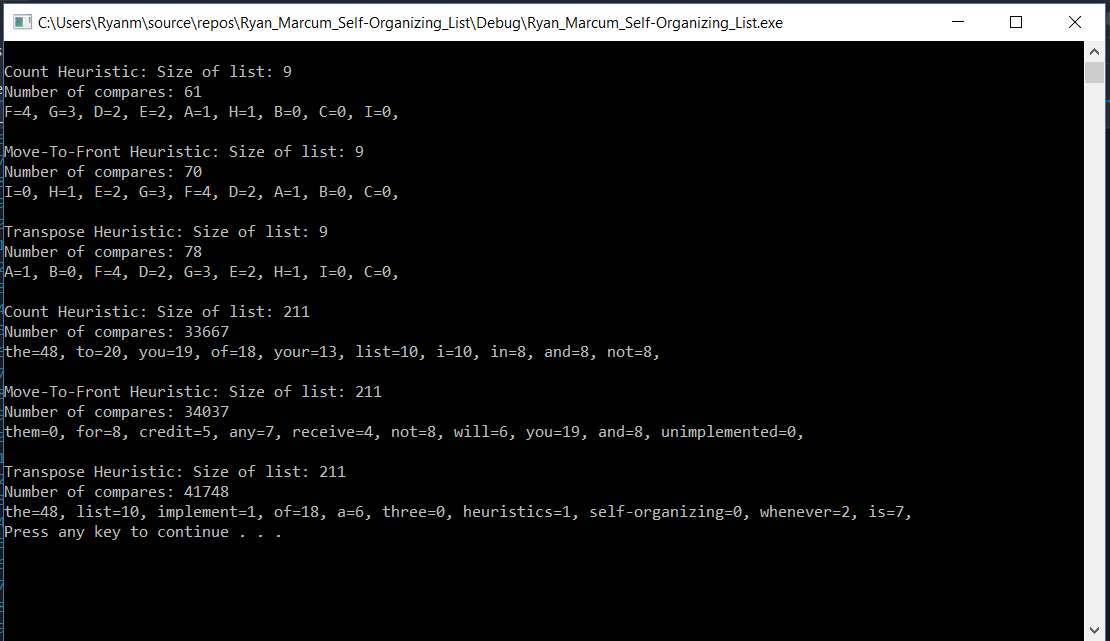 C:\Users\Ryanm\source\repos\Ryan_Marcum_Self-Organizing_List\Debug\Ryan_Marcum_Self-Organizing_List.exe
Count Heuristic: Size of list: 9
Number of compares: 61
F=4, G=3, D=2, E=2, A=1, H=1, B=0, C=0, I=0,
Move-To-Front Heuristic: Size of list: 9
Number of compares: 70
I=0, H=1, E=2, G=3, F=4, D=2, A=1, B=0, C=0,
Transpose Heuristic: Size of list: 9
Number of compares: 78
A=1, B=0, F=4, D=2, G=3, E=2, H=1, I=0, C=0,
Count Heuristic: Size of list: 211
Number of compares: 33667
the=48, to=20, you=19, of=18, your=13, list=10, i=10, in=8, and=8, not=8,
Move-To-Front Heuristic: Size of list: 211
Number of compares: 34037
them=0, for=8, credit=5, any=7, receive=4, not=8, will=6, you=19, and=8, unimplemented=0,
Transpose Heuristic: Size of list: 211
Number of compares: 41748
the=48, list=10, implement=1, of=18, a=6, three=0, heuristics=1, self-organizing=0, whenever=2, is=7,
Press any key to continue . . .